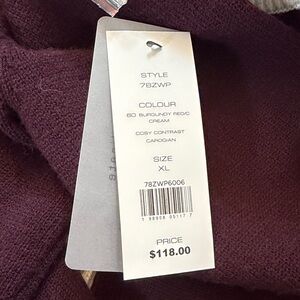 STYLE
78ZWP
COLOUR
60 BURGUNDY RED/C
CREAM
COSY CONTRAST
CARDIGAN
SIZE
XL
78ZWP6006
PRICE
$118.00